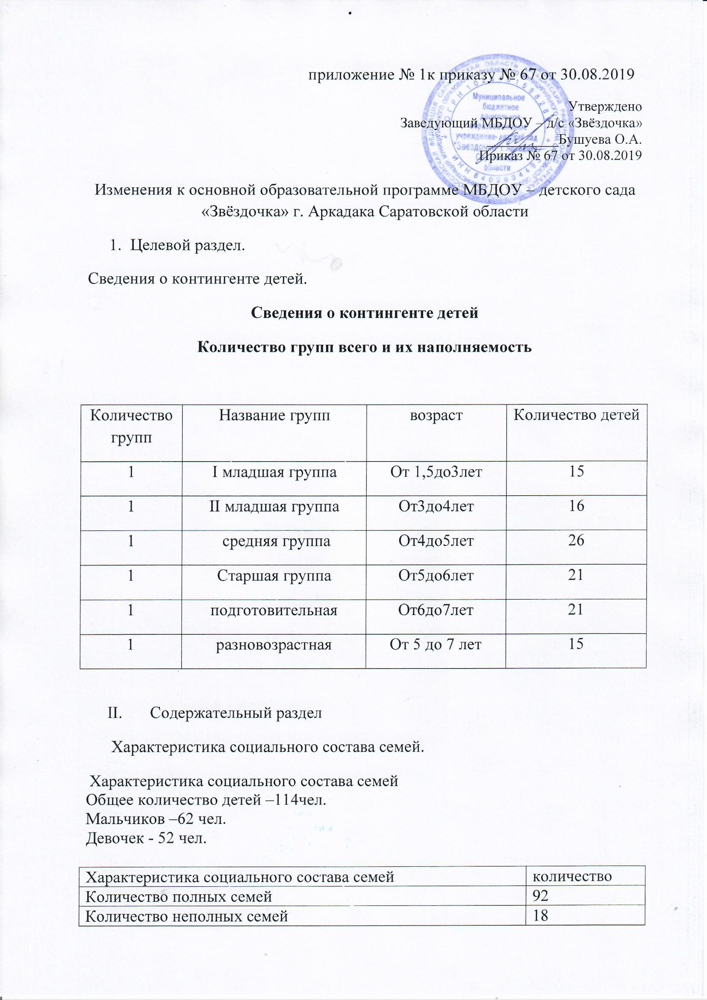 приложение № 1к приказу № 67 от 30.08.2019
Утверждено
Заведующий МБДОУ – д/с «Звёздочка»
Бушуева О.А.
Приказ № 67 от 30.08.2019
Муниципальное
бюджетное
учреждение- детский сад
области
Изменения к основной образовательной программе МБДОУ – детского сада
«Звёздочка» г. Аркадака Саратовской области
1. Целевой раздел.
Сведения о контингенте детей.
Сведения о контингенте детей
Количество групп всего и их наполняемость
Количество групп Название групп возраст Количество детей
1 I младшая группа От 1,5до3лет 15
1 II младшая группа От3до4лет 16
1 средняя группа От4до5лет 26
1 Старшая группа От5до6лет 21
1 подготовительная От6до7лет 21
1 разновозрастная От 5 до 7 лет 15
II. Содержательный раздел
Характеристика социального состава семей.
Характеристика социального состава семей
Общее количество детей –114чел.
Мальчиков –62 чел.
Девочек - 52 чел.
Характеристика социального состава семей количество
Количество полных семей 92
Количество неполных семей 18